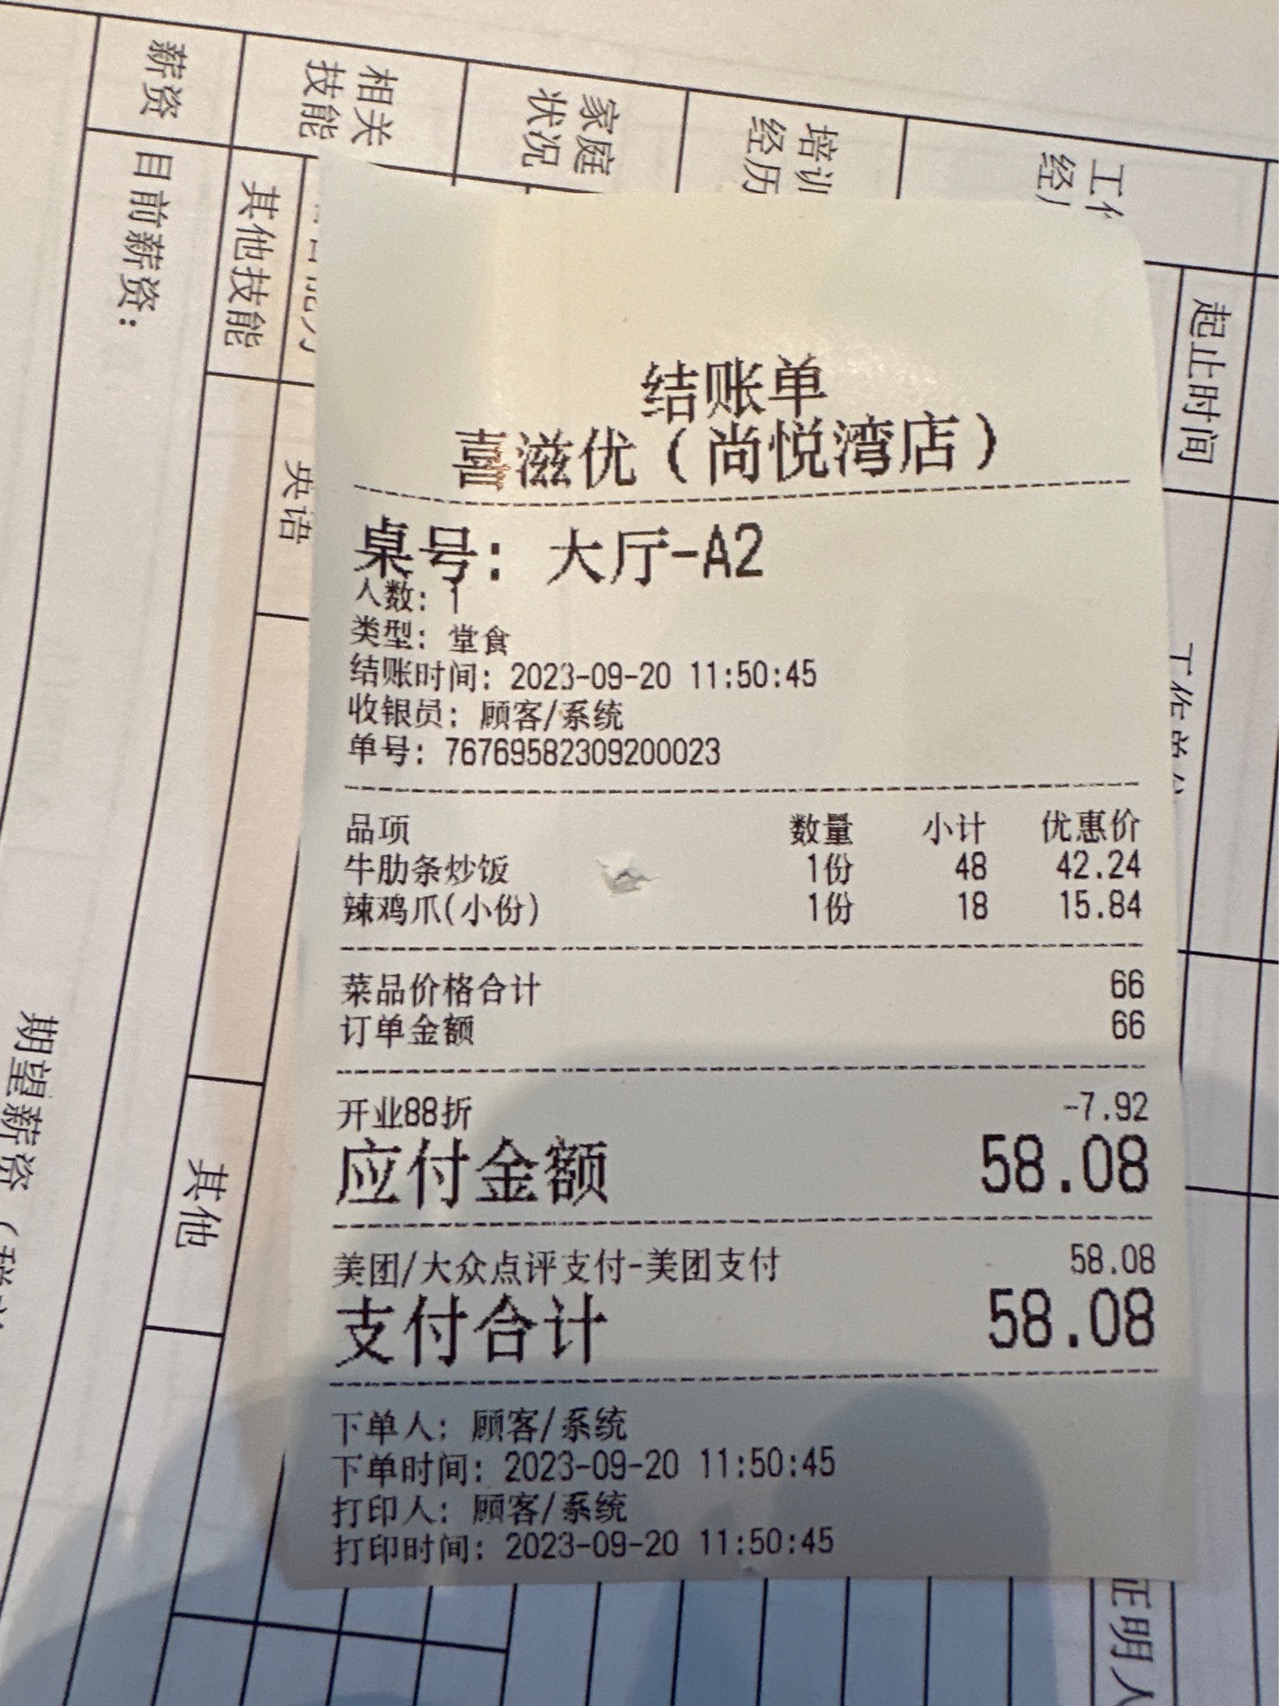 薪资
相关
技能
家庭
状况
培训
经历
目前薪资：
其他技能
起止时间
英语
其他
结账单
喜滋优（尚悦湾店）
桌号： 大厅-A2
人数： 1
类型： 堂食
结账时间： 2023-09-20 11:50:45
收银员： 顾客/系统
单号： 76769582309200023
品项 数量 小计 优惠价
牛肋条炒饭 1份 48 42.24
辣鸡爪(小份) 1份 18 15.84
菜品价格合计 66
订单金额 66
开业88折 -7.92
应付金额 58.08
美团/大众点评支付-美团支付 58.08
支付合计 58.08
下单人： 顾客/系统
下单时间： 2023-09-20 11:50:45
打印人： 顾客/系统
打印时间： 2023-09-20 11:50:45
期望薪资（
证明人